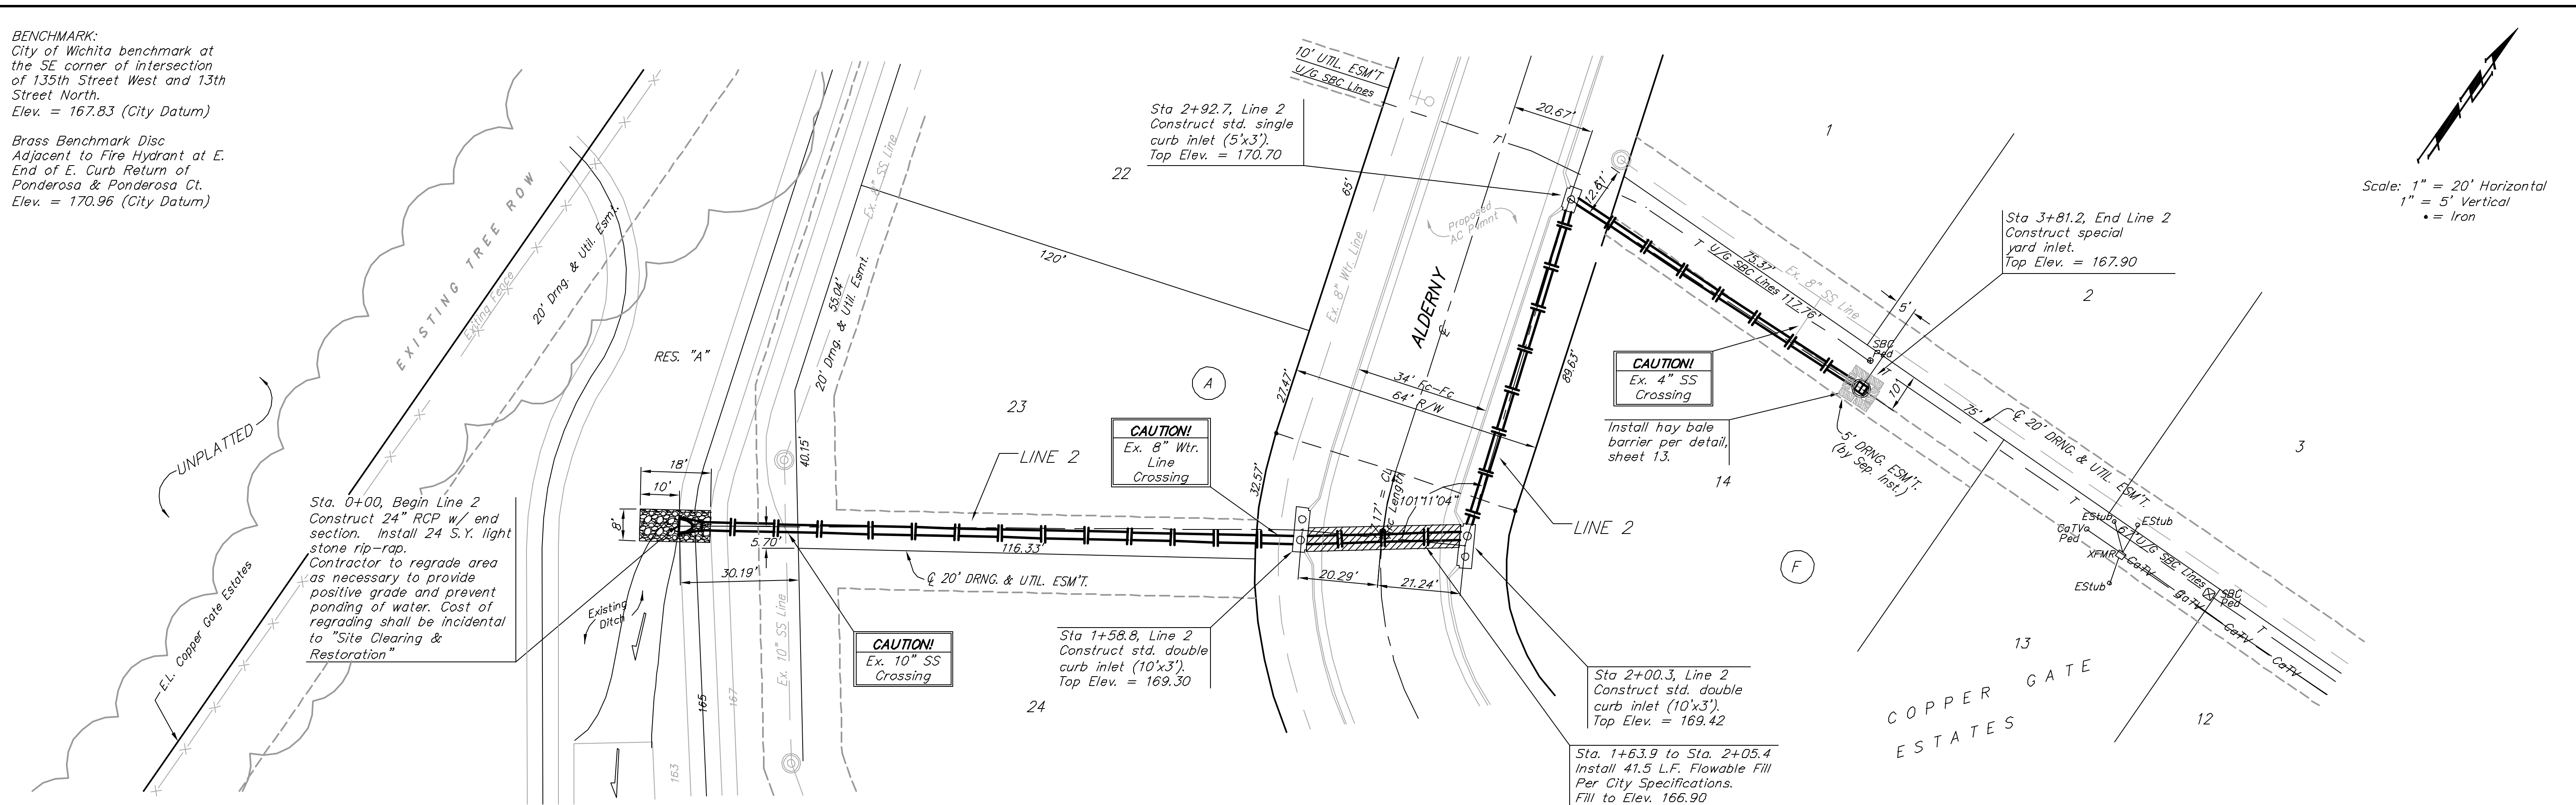 BENCHMARK:
City of Wichita benchmark at
the SE corner of intersection
of 135th Street West and 13th
Street North.
Elev. = 167.83 (City Datum)
Brass Benchmark Disc
Adjacent to Fire Hydrant at E.
End of E. Curb Return of
Ponderosa & Ponderosa Ct.
Elev. = 170.96 (City Datum)
EXISTING TREE ROW
Exiting Fence
20' Drng. & Util. Esmt.
UNPLATTED
E.L. Copper Gate Estates
Sta. 0+00, Begin Line 2
Construct 24" RCP w/ end
section. Install 24 S.Y. light
stone rip-rap.
Contractor to regrade area
as necessary to provide
positive grade and prevent
ponding of water. Cost of
regrading shall be incidental
to "Site Clearing &
Restoration"
RES. "A"
18'
10'
8'
Existing
Ditch
163
165
167
Ex. 8" SS Line
55.04'
20' Drng. & Util. Esmt.
40.15'
5.70'
30.19'
116.33'
Ex. 10" SS Line
CAUTION!
Ex. 10" SS
Crossing
23
LINE 2
℄ 20' DRNG. & UTIL. ESM'T.
24
120'
22
10' UTIL. ESM'T
U/G SBC Lines
T
Sta 2+92.7, Line 2
Construct std. single
curb inlet (5'x3').
Top Elev. = 170.70
65'
A
27.47'
32.57'
CAUTION!
Ex. 8" Wtr.
Line
Crossing
Sta 1+58.8, Line 2
Construct std. double
curb inlet (10'x3').
Top Elev. = 169.30
Ex. 8" Wtr. Line
ALDERNY
℄
Proposed
AC Pvmnt
20.67'
12.61'
34' Fc-Fc
64' R/W
89.63'
101°11'04"
20.29'
21.24'
LINE 2
Sta 2+00.3, Line 2
Construct std. double
curb inlet (10'x3').
Top Elev. = 169.42
Sta. 1+63.9 to Sta. 2+05.4
Install 41.5 L.F. Flowable Fill
Per City Specifications.
Fill to Elev. 166.90
1
75.37'
Ex. 8" SS Line
T
U/G SBC Lines
117.76'
CAUTION!
Ex. 4" SS
Crossing
Install hay bale
barrier per detail,
sheet 13.
14
F
SBC
Ped
T
5'
10'
5' DRNG. ESM'T.
(by Sep. Inst.)
Sta 3+81.2, End Line 2
Construct special
yard inlet.
Top Elev. = 167.90
2
75'
℄ 20' DRNG. & UTIL. ESM'T.
3
T
EStub
EStub
CaTV
Ped
XFMR
EStub
U/G SBC Lines
CaTV
CaTV
SBC
Ped
T
CaTV
CaTV
13
12
COPPER GATE
ESTATES
Scale: 1" = 20' Horizontal
1" = 5' Vertical
• = Iron